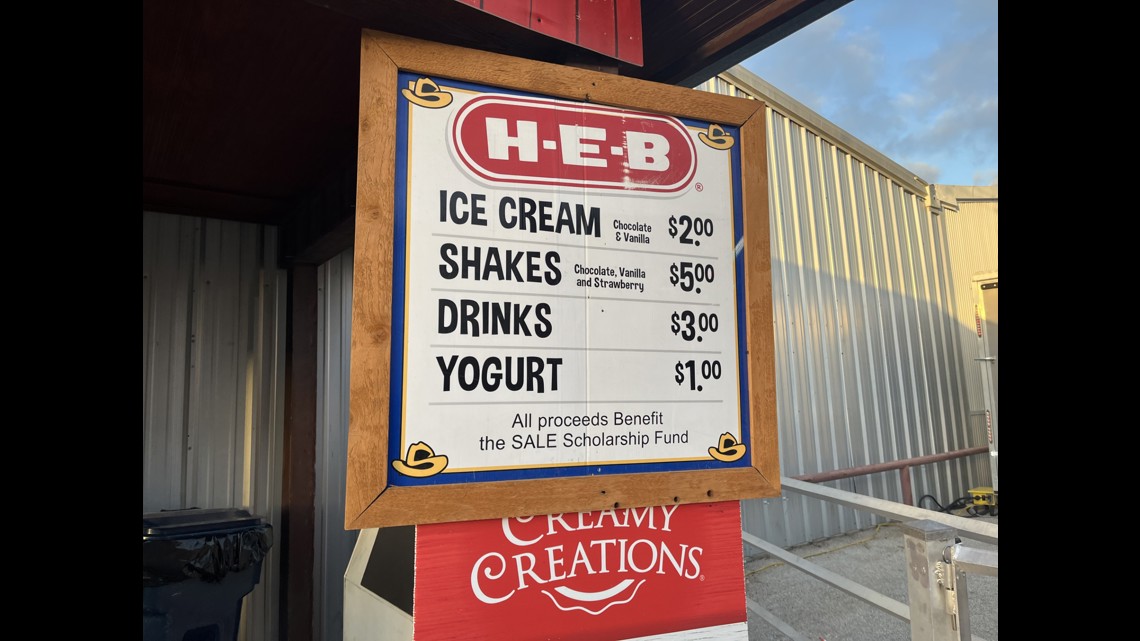 H-E-B®
ICE CREAM Chocolate & Vanilla $2.00
SHAKES Chocolate, Vanilla and Strawberry $5.00
DRINKS $3.00
YOGURT $1.00
All proceeds Benefit
the SALE Scholarship Fund
CREAMY
CREATIONS®